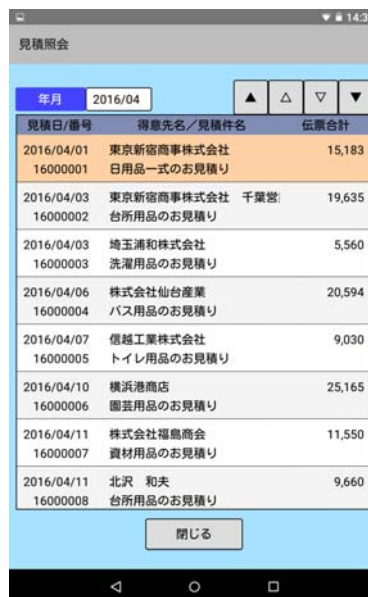 14:3
見積照会
年月 2016/04 ▲ △ ▽ ▼
見積日/番号 得意先名/見積件名 伝票合計
2016/04/01 東京新宿商事株式会社 15,183
16000001 日用品一式のお見積り
2016/04/03 東京新宿商事株式会社 千葉営 19,635
16000002 台所用品のお見積り
2016/04/03 埼玉浦和株式会社 5,560
16000003 洗濯用品のお見積り
2016/04/06 株式会社仙台産業 20,594
16000004 バス用品のお見積り
2016/04/07 信越工業株式会社 9,030
16000005 トイレ用品のお見積り
2016/04/10 横浜港商店 25,165
16000006 園芸用品のお見積り
2016/04/11 株式会社福島商会 11,550
16000007 資材用品のお見積り
2016/04/11 北沢 和夫 9,660
16000008 台所用品のお見積り
閉じる